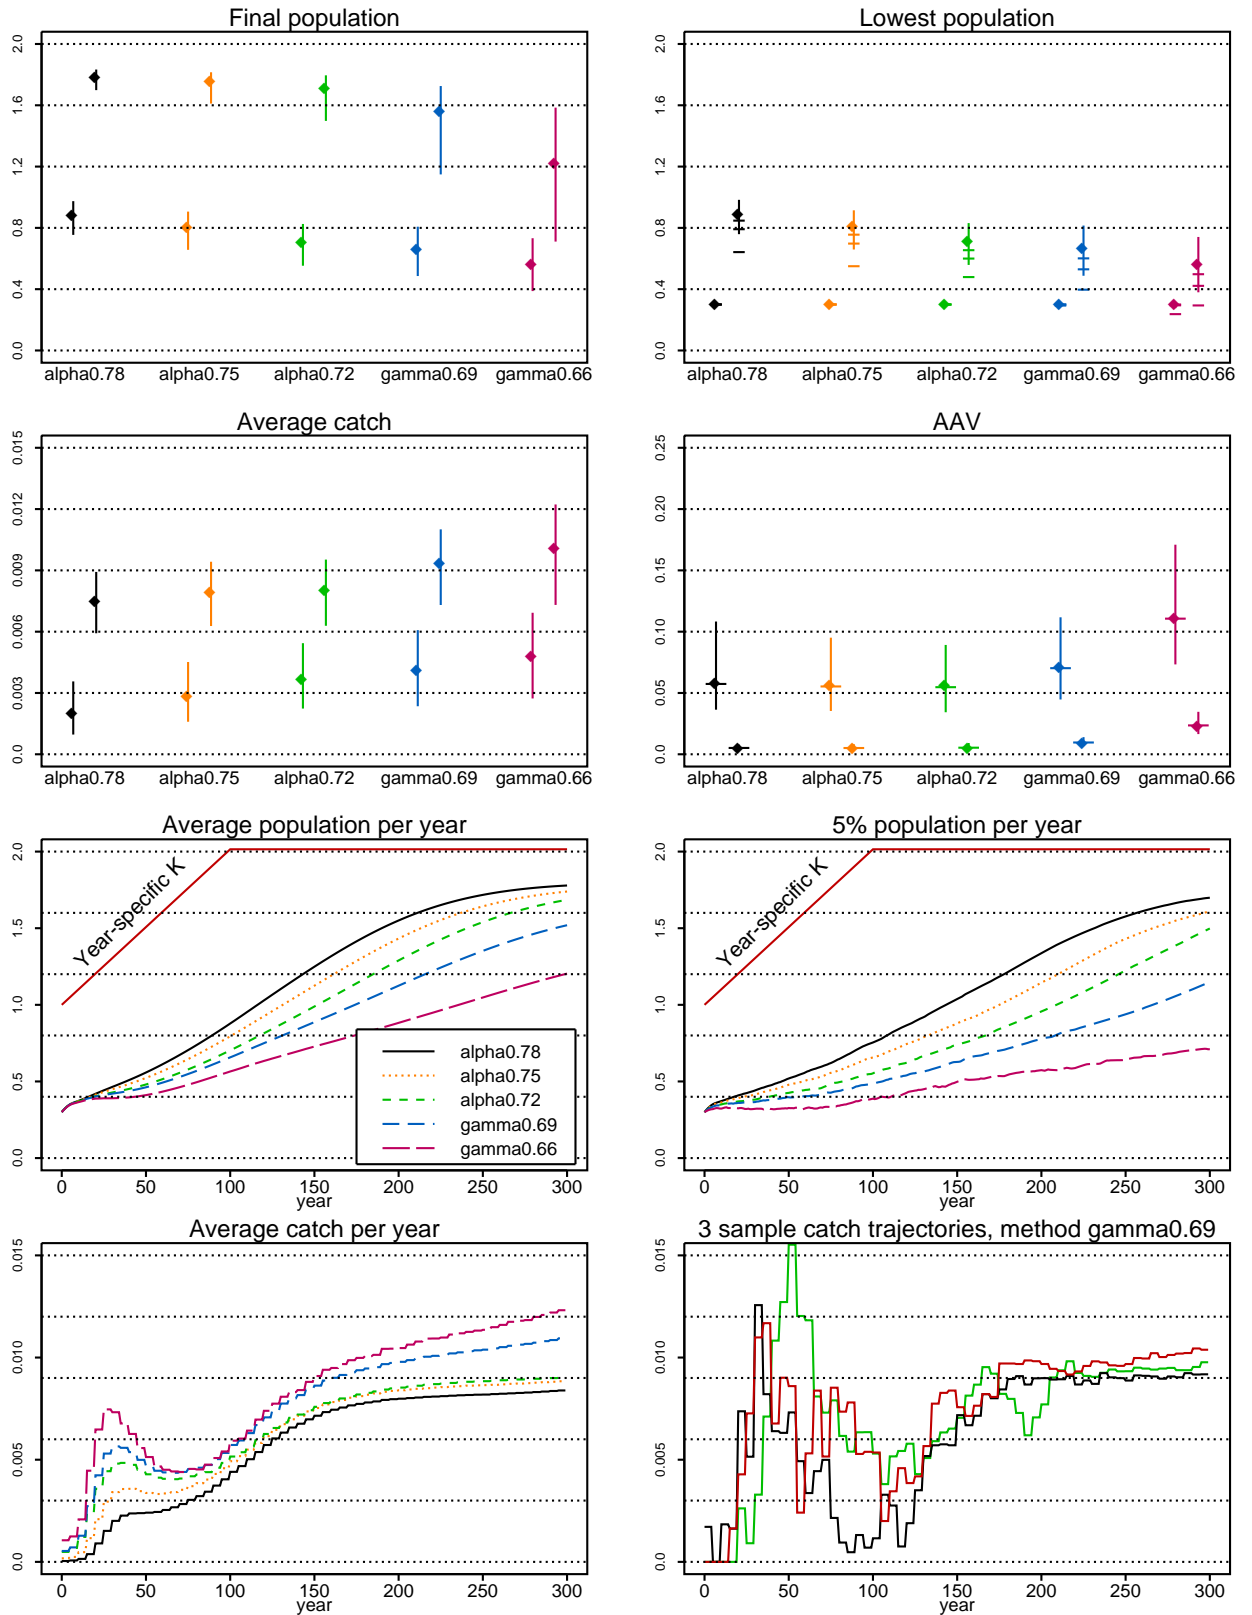 Final population
2.0
1.6
1.2
0.8
0.4
0.0
alpha0.78 alpha0.75 alpha0.72 gamma0.69 gamma0.66
Lowest population
2.0
1.6
1.2
0.8
0.4
0.0
alpha0.78 alpha0.75 alpha0.72 gamma0.69 gamma0.66
Average catch
0.015
0.012
0.009
0.006
0.003
0.0
alpha0.78 alpha0.75 alpha0.72 gamma0.69 gamma0.66
AAV
0.25
0.20
0.15
0.10
0.05
0.0
alpha0.78 alpha0.75 alpha0.72 gamma0.69 gamma0.66
Average population per year
2.0
1.5
1.0
0.5
0.0
Year-specific K
alpha0.78
alpha0.75
alpha0.72
gamma0.69
gamma0.66
0 50 100 150 200 250 300
year
5% population per year
2.0
1.5
1.0
0.5
0.0
Year-specific K
0 50 100 150 200 250 300
year
Average catch per year
0.015
0.010
0.005
0.0
0 50 100 150 200 250 300
year
3 sample catch trajectories, method gamma0.69
0.015
0.010
0.005
0.0
0 50 100 150 200 250 300
year